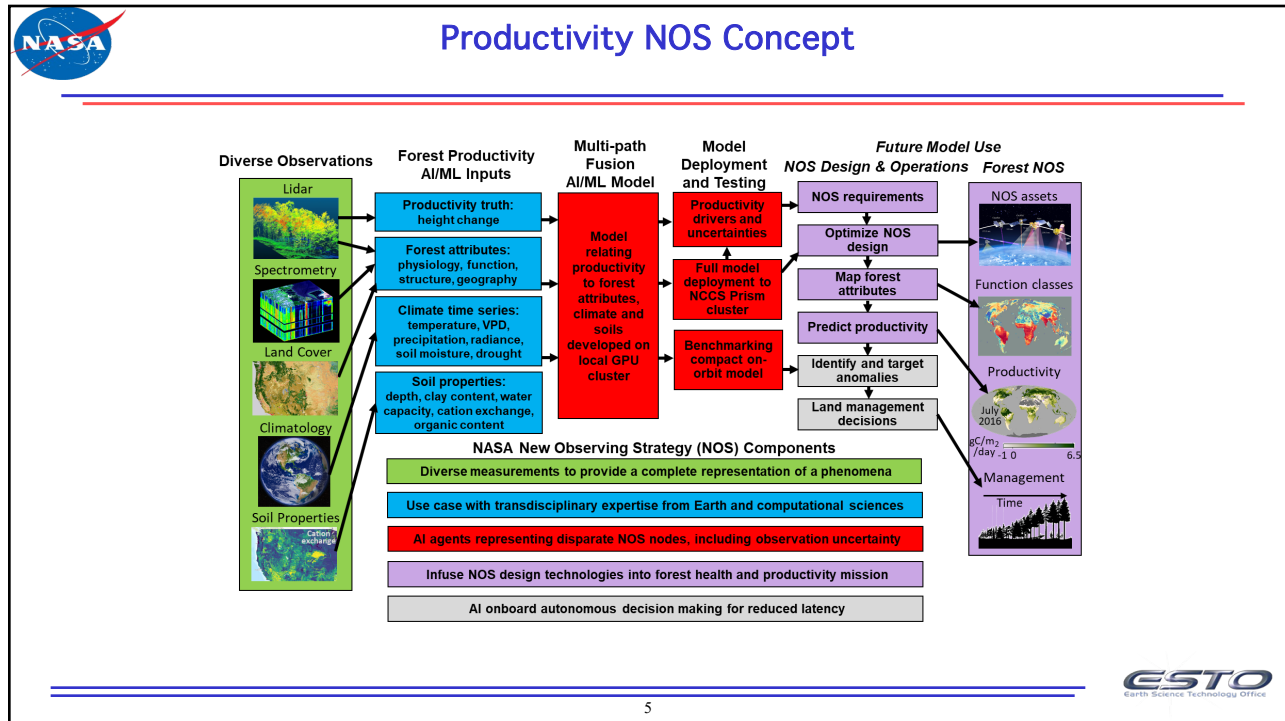 NASA
Productivity NOS Concept
Diverse Observations
Lidar
Spectrometry
Land Cover
Climatology
Soil Properties
Cation
exchange
Forest Productivity
AI/ML Inputs
Productivity truth:
height change
Forest attributes:
physiology, function,
structure, geography
Climate time series:
temperature, VPD,
precipitation, radiance,
soil moisture, drought
Soil properties:
depth, clay content, water
capacity, cation exchange,
organic content
Multi-path
Fusion
AI/ML Model
Model
relating
productivity
to forest
attributes,
climate and
soils
developed on
local GPU
cluster
Model
Deployment
and Testing
Productivity
drivers and
uncertainties
Full model
deployment to
NCCS Prism
cluster
Benchmarking
compact on-
orbit model
Future Model Use
NOS Design & Operations
NOS requirements
Optimize NOS
design
Map forest
attributes
Predict productivity
Identify and target
anomalies
Land management
decisions
Forest NOS
NOS assets
Function classes
Productivity
July
2016
gC/m2
/day
-1 0
6.5
Management
Time
NASA New Observing Strategy (NOS) Components
Diverse measurements to provide a complete representation of a phenomena
Use case with transdisciplinary expertise from Earth and computational sciences
AI agents representing disparate NOS nodes, including observation uncertainty
Infuse NOS design technologies into forest health and productivity mission
AI onboard autonomous decision making for reduced latency
5
ESTO
Earth Science Technology Office